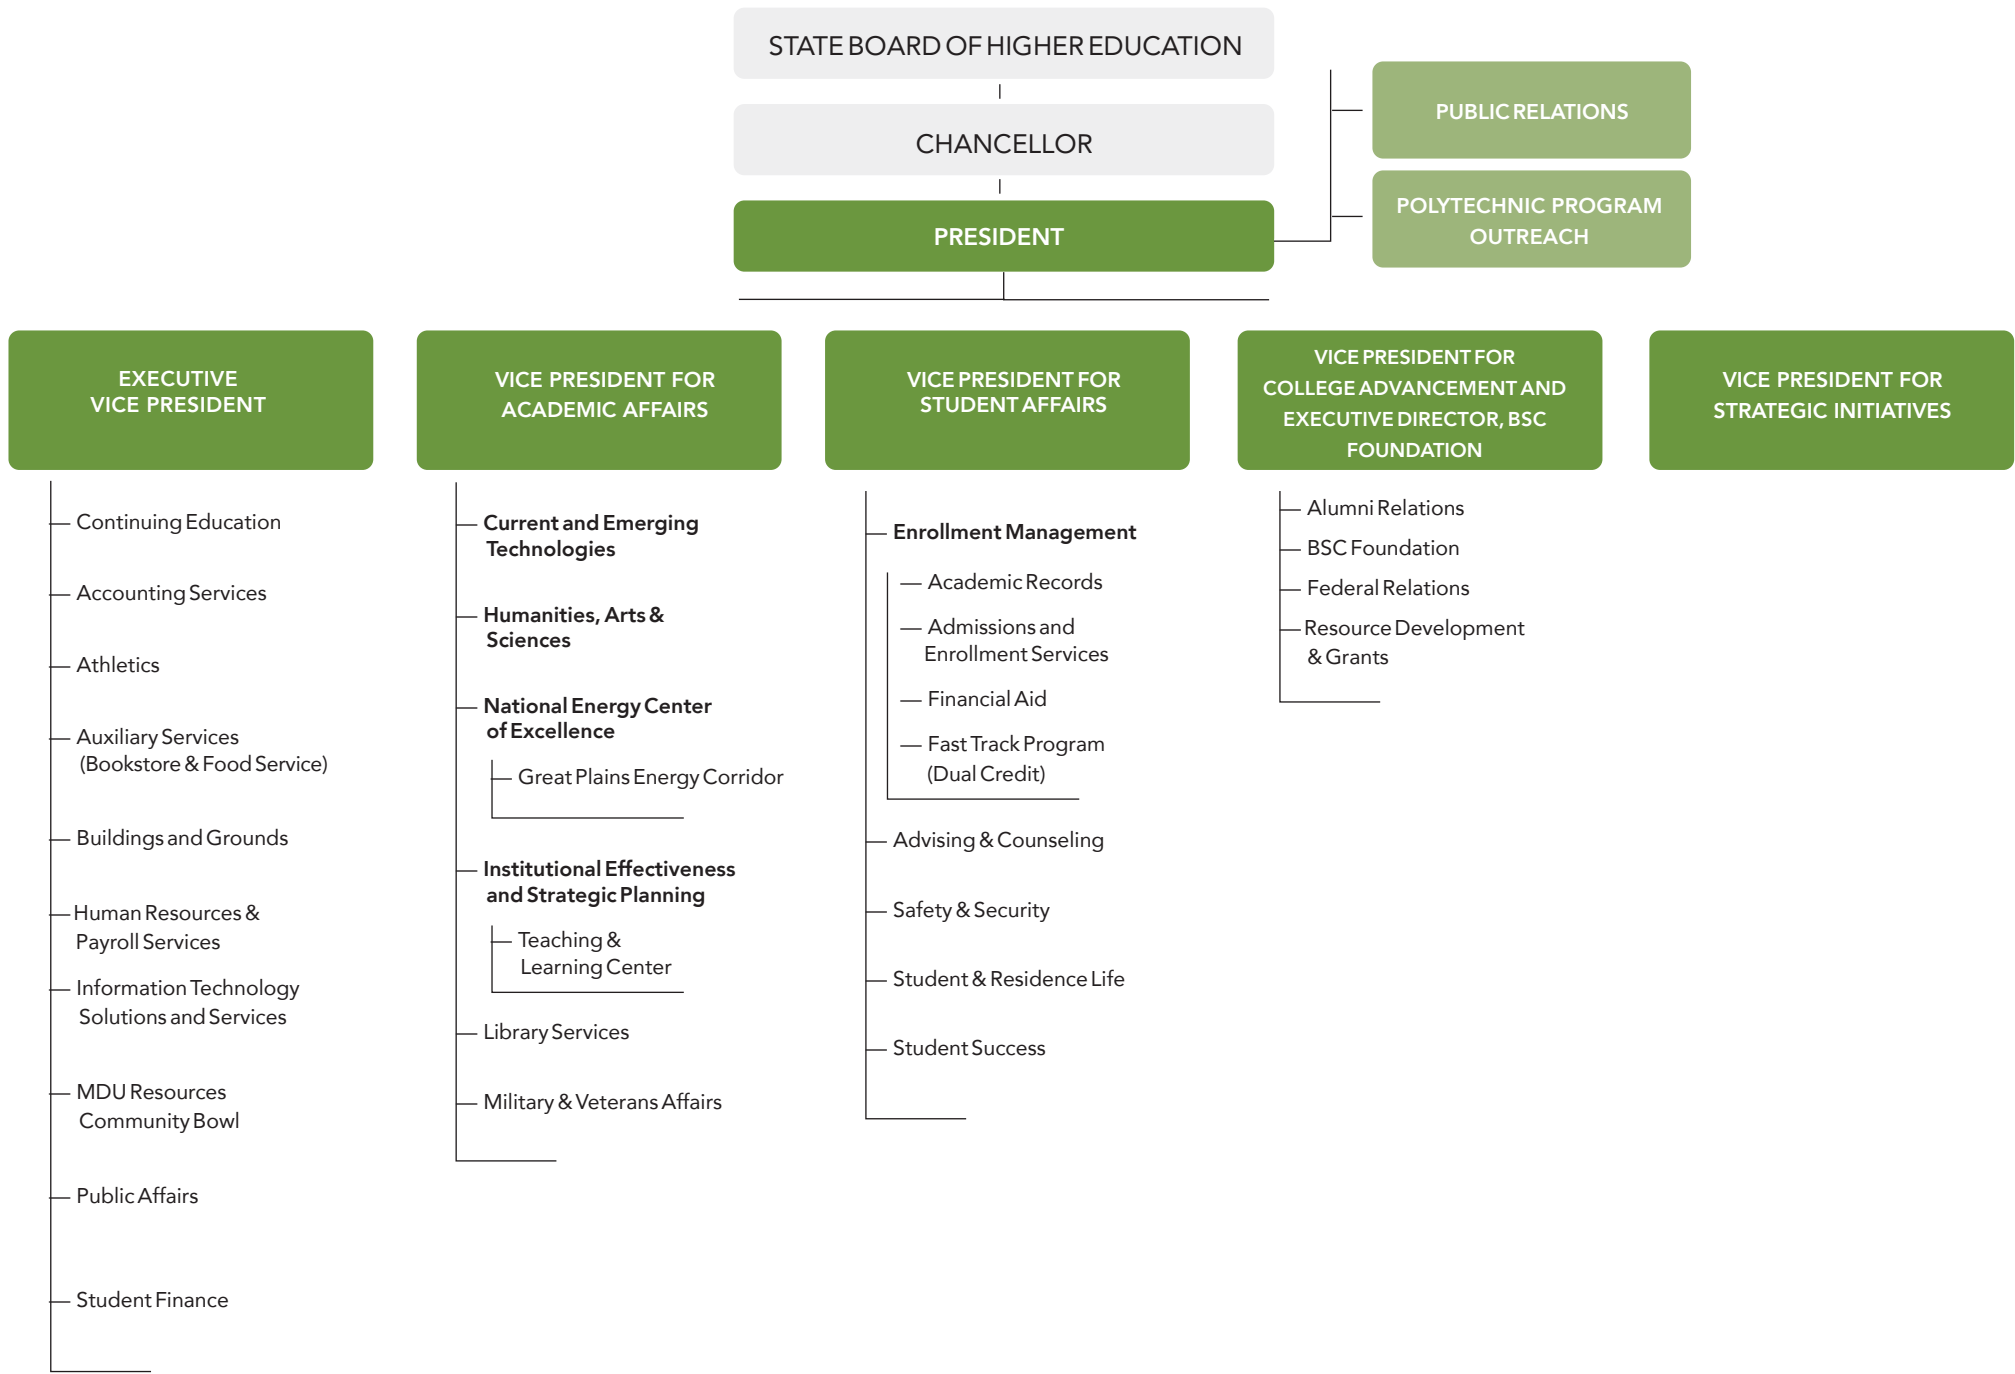 STATE BOARD OF HIGHER EDUCATION
CHANCELLOR
PRESIDENT
PUBLIC RELATIONS
POLYTECHNIC PROGRAM
OUTREACH
EXECUTIVE
VICE PRESIDENT
Continuing Education
Accounting Services
Athletics
Auxiliary Services
(Bookstore & Food Service)
Buildings and Grounds
Human Resources &
Payroll Services
Information Technology
Solutions and Services
MDU Resources
Community Bowl
Public Affairs
Student Finance
VICE PRESIDENT FOR
ACADEMIC AFFAIRS
Current and Emerging
Technologies
Humanities, Arts &
Sciences
National Energy Center
of Excellence
Great Plains Energy Corridor
Institutional Effectiveness
and Strategic Planning
Teaching &
Learning Center
Library Services
Military & Veterans Affairs
VICE PRESIDENT FOR
STUDENT AFFAIRS
Enrollment Management
Academic Records
Admissions and
Enrollment Services
Financial Aid
Fast Track Program
(Dual Credit)
Advising & Counseling
Safety & Security
Student & Residence Life
Student Success
VICE PRESIDENT FOR
COLLEGE ADVANCEMENT AND
EXECUTIVE DIRECTOR, BSC
FOUNDATION
Alumni Relations
BSC Foundation
Federal Relations
Resource Development
& Grants
VICE PRESIDENT FOR
STRATEGIC INITIATIVES